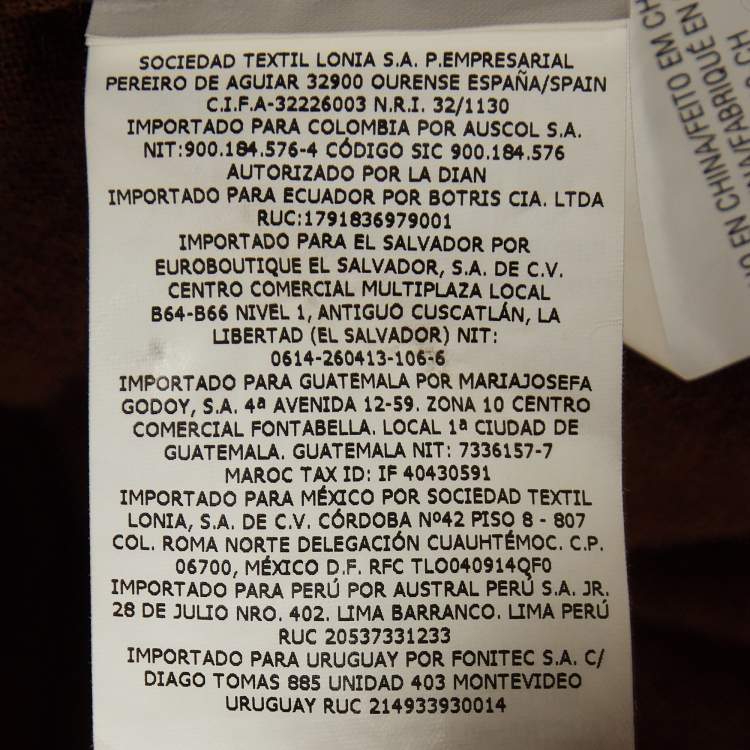 SOCIEDAD TEXTIL LONIA S.A. P.EMPRESARIAL
PEREIRO DE AGUIAR 32900 OURENSE ESPAÑA/SPAIN
C.I.F.A-32226003 N.R.I. 32/1130
IMPORTADO PARA COLOMBIA POR AUSCOL S.A.
NIT:900.184.576-4 CÓDIGO SIC 900.184.576
AUTORIZADO POR LA DIAN
IMPORTADO PARA ECUADOR POR BOTRIS CIA. LTDA
RUC:1791836979001
IMPORTADO PARA EL SALVADOR POR
EUROBOUTIQUE EL SALVADOR, S.A. DE C.V.
CENTRO COMERCIAL MULTIPLAZA LOCAL
B64-B66 NIVEL 1, ANTIGUO CUSCATLÁN, LA
LIBERTAD (EL SALVADOR) NIT:
0614-260413-106-6
IMPORTADO PARA GUATEMALA POR MARIAJOSEFA
GODOY, S.A. 4ª AVENIDA 12-59. ZONA 10 CENTRO
COMERCIAL FONTABELLA. LOCAL 1ª CIUDAD DE
GUATEMALA. GUATEMALA NIT: 7336157-7
MAROC TAX ID: IF 40430591
IMPORTADO PARA MÉXICO POR SOCIEDAD TEXTIL
LONIA, S.A. DE C.V. CÓRDOBA Nº42 PISO 8 - 807
COL. ROMA NORTE DELEGACIÓN CUAUHTÉMOC. C.P.
06700, MÉXICO D.F. RFC TLO040914QF0
IMPORTADO PARA PERÚ POR AUSTRAL PERÚ S.A. JR.
28 DE JULIO NRO. 402. LIMA BARRANCO. LIMA PERÚ
RUC 20537331233
IMPORTADO PARA URUGUAY POR FONITEC S.A. C/
DIAGO TOMAS 885 UNIDAD 403 MONTEVIDEO
URUGUAY RUC 214933930014
EN CHINA/FEITO EM CH
FABRIQUE EN
CH